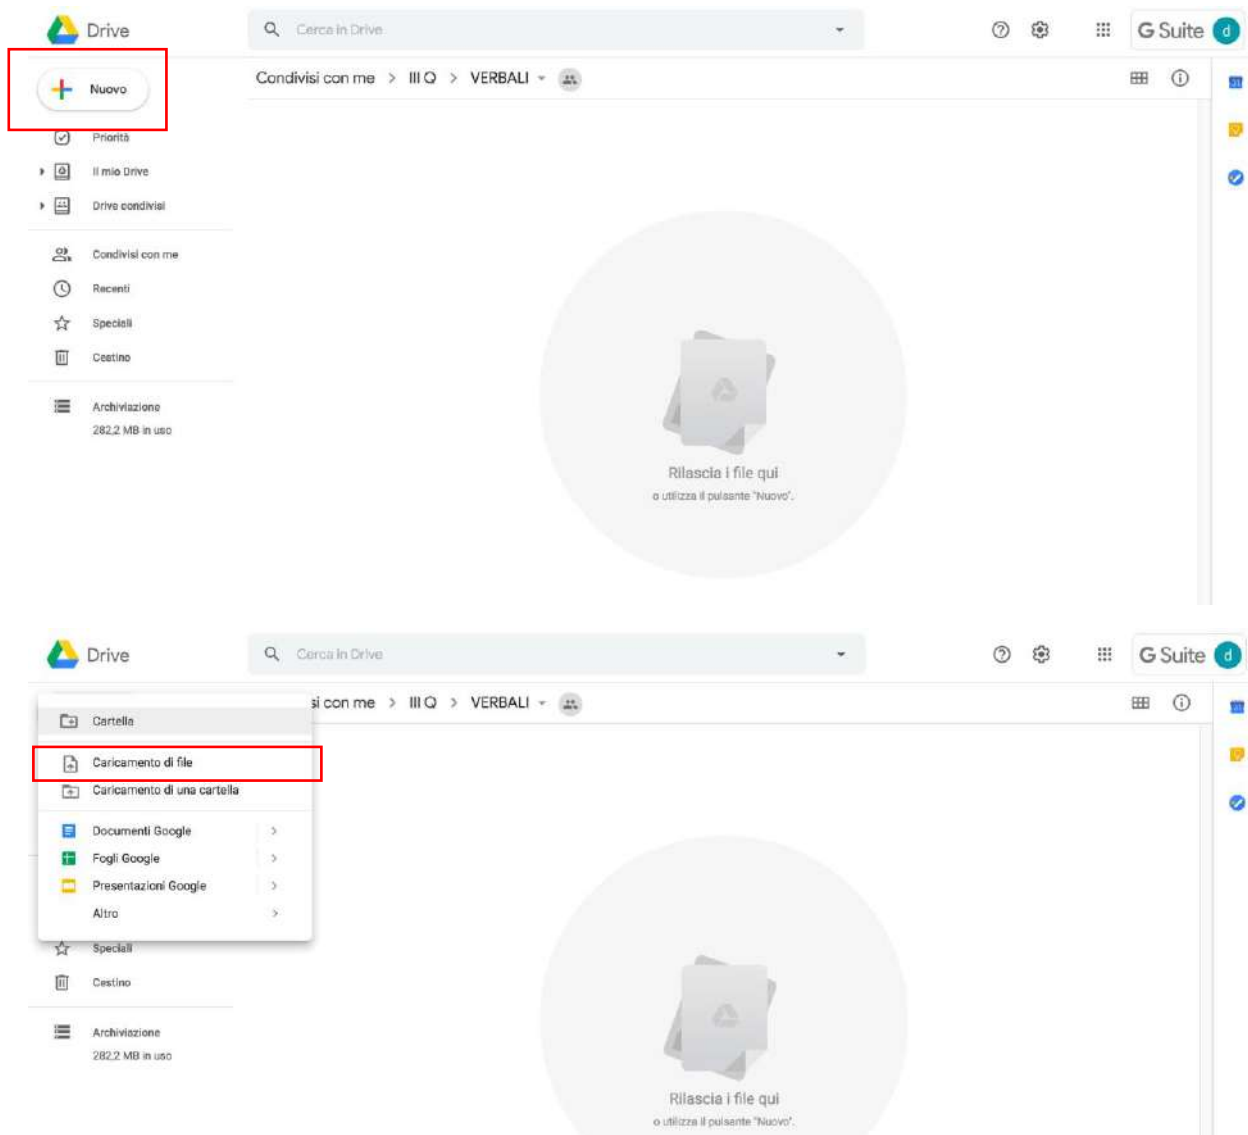 Drive
Cerca in Drive
G Suite d
Nuovo
Condivisi con me > III Q > VERBALI
31
Priorità
Il mio Drive
Drive condivisi
Condivisi con me
Recenti
Speciali
Cestino
Archiviazione
282,2 MB in uso
Rilascia i file qui
o utilizza il pulsante "Nuovo".
Drive
Cerca in Drive
G Suite d
si con me > III Q > VERBALI
31
Cartella
Caricamento di file
Caricamento di una cartella
Documenti Google
Fogli Google
Presentazioni Google
Altro
Speciali
Cestino
Archiviazione
282,2 MB in uso
Rilascia i file qui
o utilizza il pulsante "Nuovo".